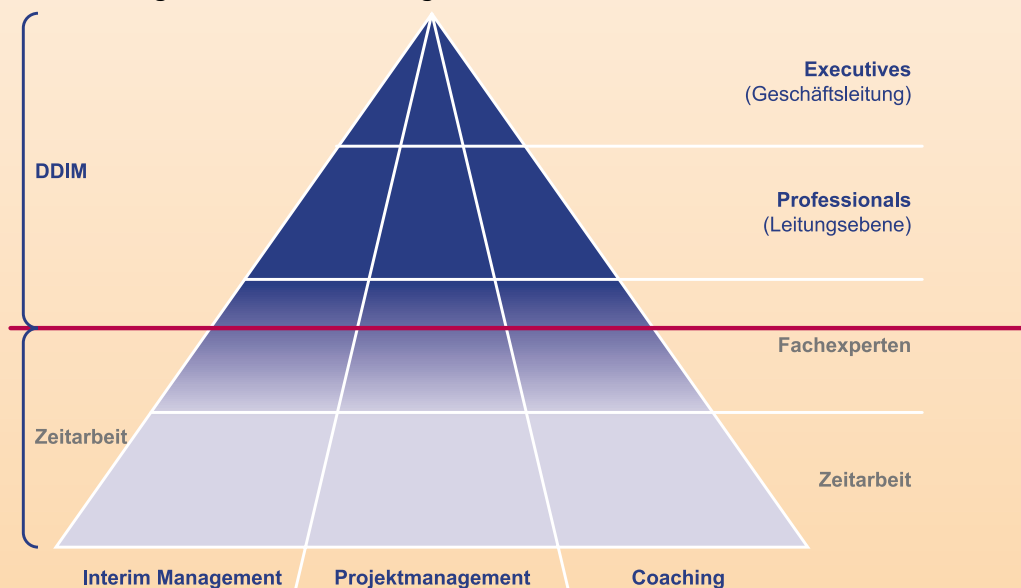 Executives
(Geschäftsleitung)
DDIM
Professionals
(Leitungsebene)
Fachexperten
Zeitarbeit
Zeitarbeit
Interim Management
Projektmanagement
Coaching